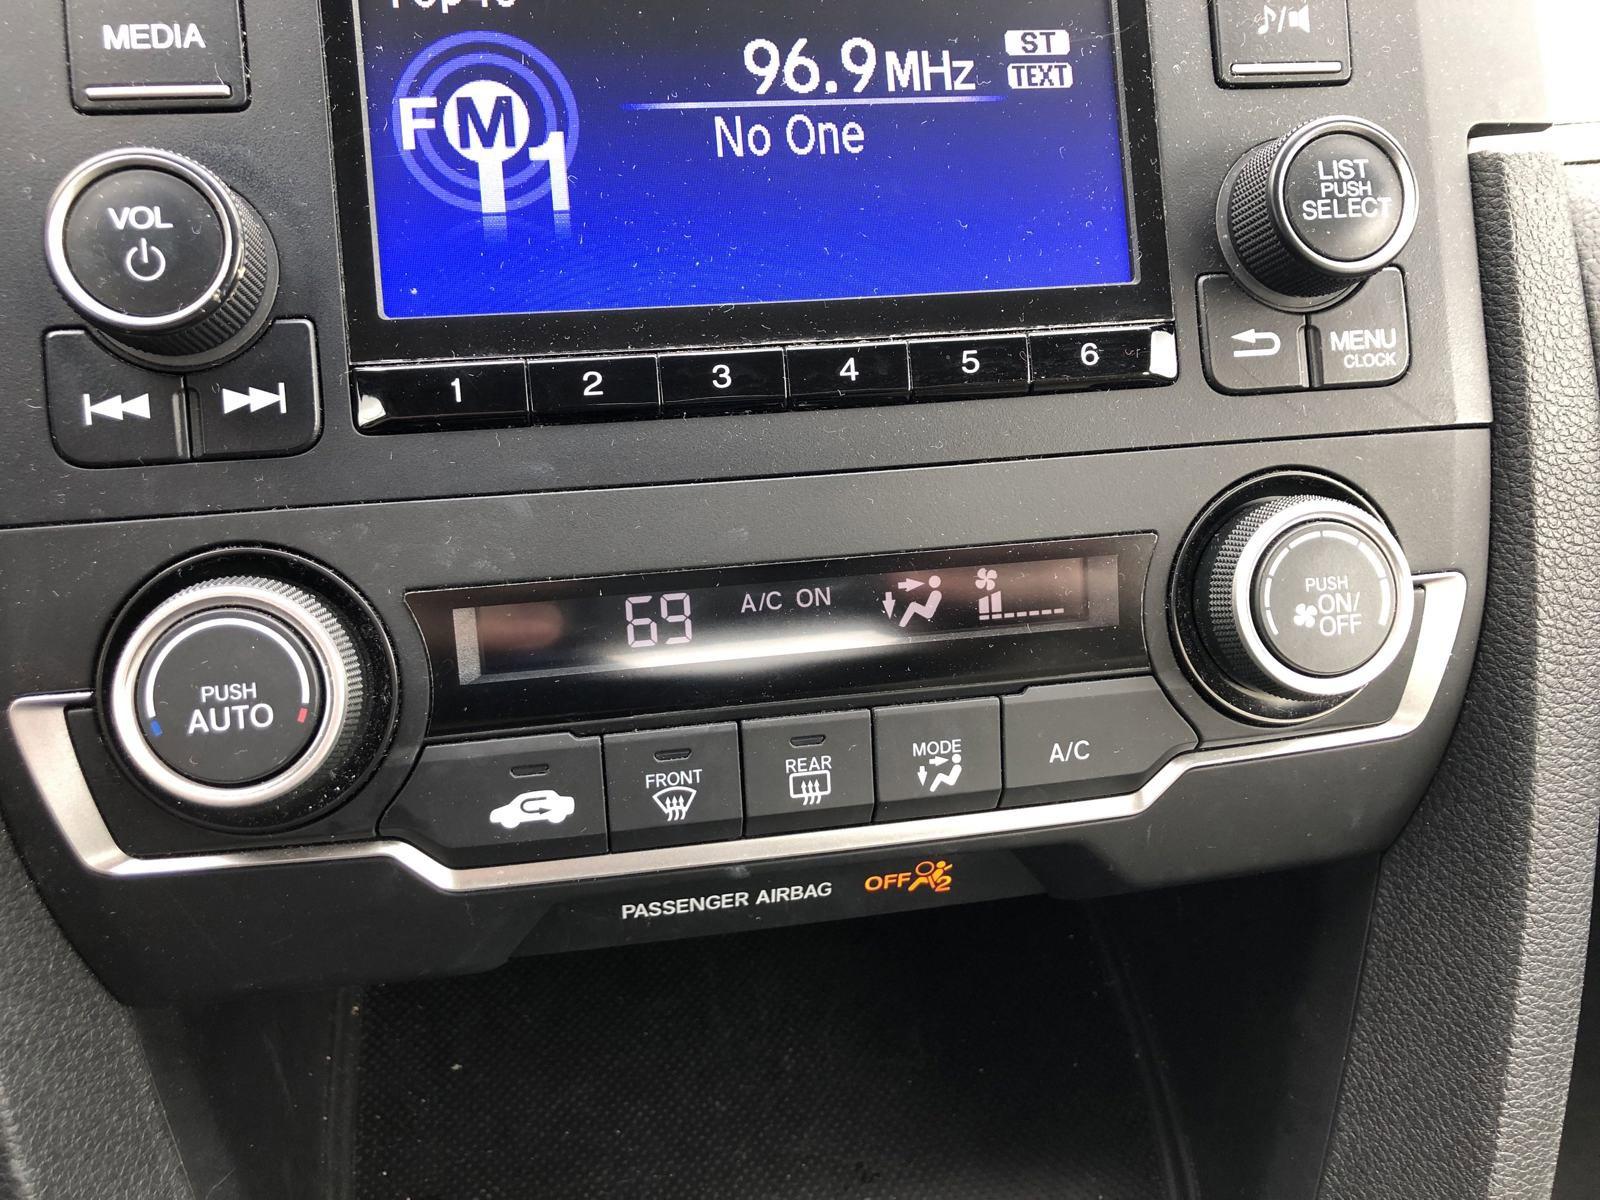 MEDIA
96.9 MHz
ST
TEXT
FM 1
No One
VOL
LIST
PUSH
SELECT
MENU
CLOCK
1 2 3 4 5 6
69 A/C ON
PUSH
AUTO
PUSH
ON/
OFF
FRONT
REAR
MODE
A/C
PASSENGER AIRBAG OFF 2